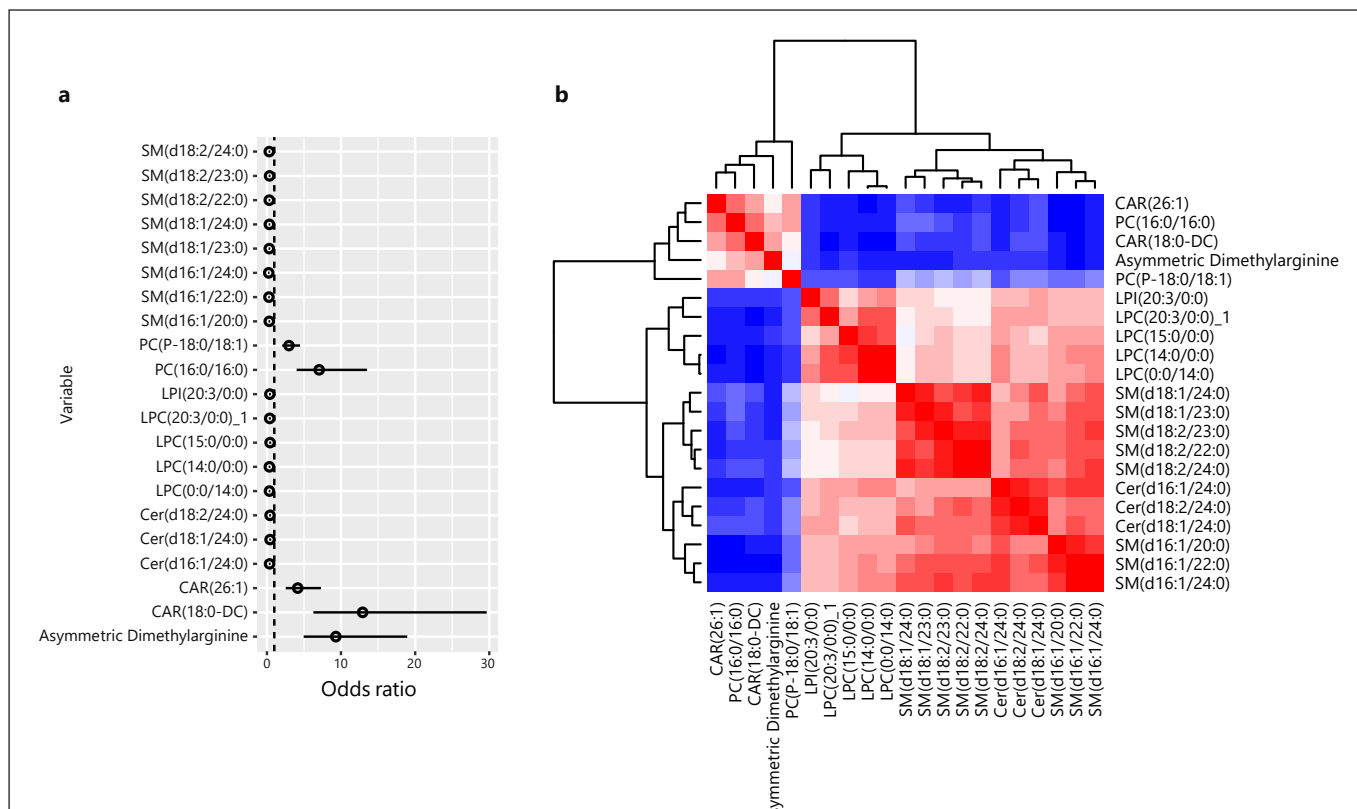 a
SM(d18:2/24:0)
SM(d18:2/23:0)
SM(d18:2/22:0)
SM(d18:1/24:0)
SM(d18:1/23:0)
SM(d16:1/24:0)
SM(d16:1/22:0)
SM(d16:1/20:0)
PC(P-18:0/18:1)
PC(16:0/16:0)
LPI(20:3/0:0)
LPC(20:3/0:0)_1
LPC(15:0/0:0)
LPC(14:0/0:0)
LPC(0:0/14:0)
Cer(d18:2/24:0)
Cer(d18:1/24:0)
Cer(d16:1/24:0)
CAR(26:1)
CAR(18:0-DC)
Asymmetric Dimethylarginine
Variable
0 10 20 30
Odds ratio
b
CAR(26:1)
PC(16:0/16:0)
CAR(18:0-DC)
Asymmetric Dimethylarginine
PC(P-18:0/18:1)
LPI(20:3/0:0)
LPC(20:3/0:0)_1
LPC(15:0/0:0)
LPC(14:0/0:0)
LPC(0:0/14:0)
SM(d18:1/24:0)
SM(d18:1/23:0)
SM(d18:2/23:0)
SM(d18:2/22:0)
SM(d18:2/24:0)
Cer(d16:1/24:0)
Cer(d18:2/24:0)
Cer(d18:1/24:0)
SM(d16:1/20:0)
SM(d16:1/22:0)
SM(d16:1/24:0)
CAR(26:1)
PC(16:0/16:0)
CAR(18:0-DC)
symmetric Dimethylarginine
PC(P-18:0/18:1)
LPI(20:3/0:0)
LPC(20:3/0:0)_1
LPC(15:0/0:0)
LPC(14:0/0:0)
LPC(0:0/14:0)
SM(d18:1/24:0)
SM(d18:1/23:0)
SM(d18:2/23:0)
SM(d18:2/22:0)
SM(d18:2/24:0)
Cer(d16:1/24:0)
Cer(d18:2/24:0)
Cer(d18:1/24:0)
SM(d16:1/20:0)
SM(d16:1/22:0)
SM(d16:1/24:0)